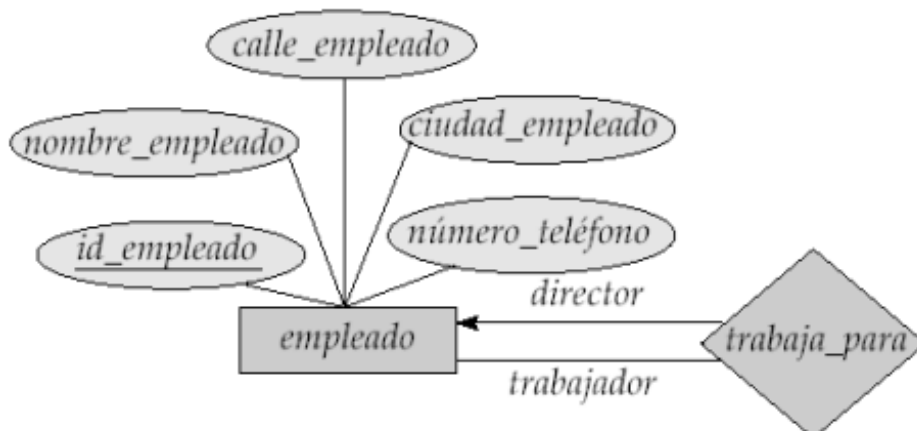 calle_empleado
nombre_empleado
ciudad_empleado
id_empleado
número_teléfono
director
empleado
trabaja_para
trabajador